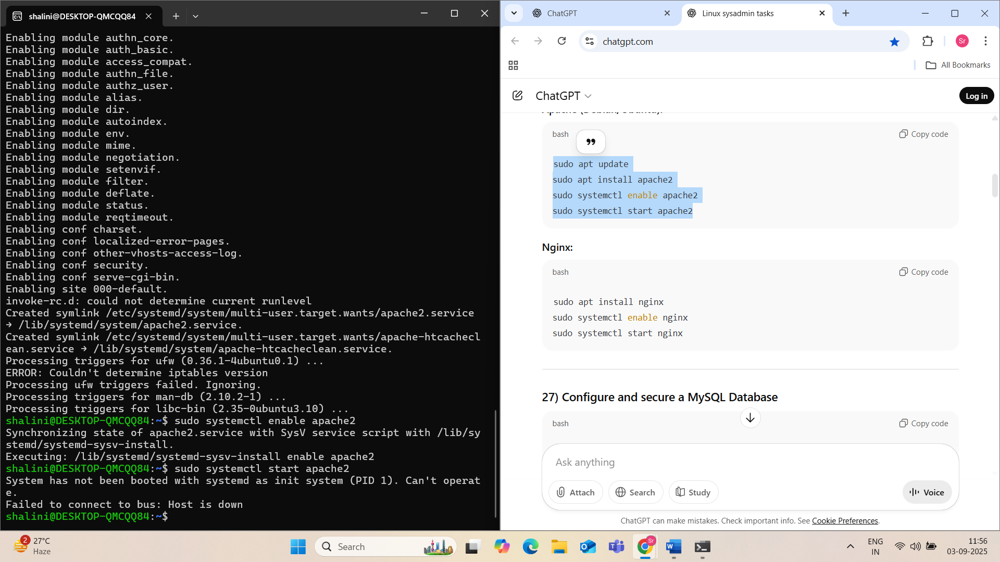 shalini@DESKTOP-QMCQQ84
Enabling module authn_core.
Enabling module auth_basic.
Enabling module access_compat.
Enabling module authn_file.
Enabling module authz_user.
Enabling module alias.
Enabling module dir.
Enabling module autoindex.
Enabling module env.
Enabling module mime.
Enabling module negotiation.
Enabling module setenvif.
Enabling module filter.
Enabling module deflate.
Enabling module status.
Enabling module reqtimeout.
Enabling conf charset.
Enabling conf localized-error-pages.
Enabling conf other-vhosts-access-log.
Enabling conf security.
Enabling conf serve-cgi-bin.
Enabling site 000-default.
invoke-rc.d: could not determine current runlevel
Created symlink /etc/systemd/system/multi-user.target.wants/apache2.service
→ /lib/systemd/system/apache2.service.
Created symlink /etc/systemd/system/multi-user.target.wants/apache-htcachecl
ean.service → /lib/systemd/system/apache-htcacheclean.service.
Processing triggers for ufw (0.36.1-4ubuntu0.1) ...
ERROR: Couldn't determine iptables version
Processing ufw triggers failed. Ignoring.
Processing triggers for man-db (2.10.2-1) ...
Processing triggers for libc-bin (2.35-0ubuntu3.10) ...
shalini@DESKTOP-QMCQQ84:~$ sudo systemctl enable apache2
Synchronizing state of apache2.service with SysV service script with /lib/sy
stemd/systemd-sysv-install.
Executing: /lib/systemd/systemd-sysv-install enable apache2
shalini@DESKTOP-QMCQQ84:~$ sudo systemctl start apache2
System has not been booted with systemd as init system (PID 1). Can't operat
e.
Failed to connect to bus: Host is down
shalini@DESKTOP-QMCQQ84:~$
ChatGPT
Linux sysadmin tasks
chatgpt.com
Sr
All Bookmarks
ChatGPT
Log in
Apache (Debian/Ubuntu):
bash
Copy code
sudo apt update
sudo apt install apache2
sudo systemctl enable apache2
sudo systemctl start apache2
Nginx:
bash
Copy code
sudo apt install nginx
sudo systemctl enable nginx
sudo systemctl start nginx
27) Configure and secure a MySQL Database
bash
Copy code
Ask anything
Attach
Search
Study
Voice
ChatGPT can make mistakes. Check important info. See Cookie Preferences.
2
27°C
Haze
Search
Sr
ENG
IN
11:56
03-09-2025